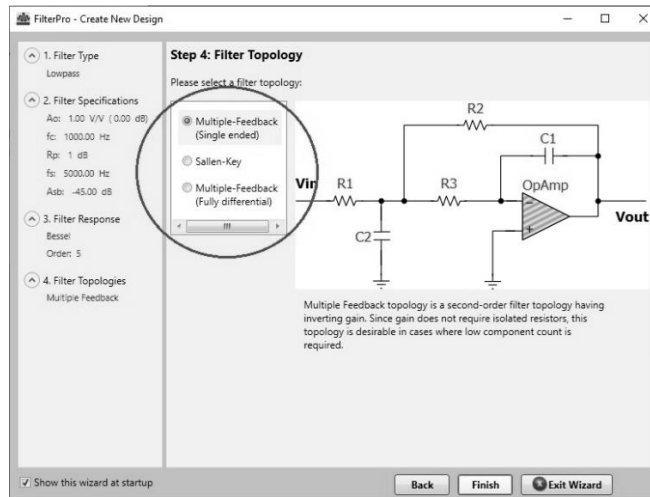 FilterPro - Create New Design
1. Filter Type
Lowpass
2. Filter Specifications
Ao: 1.00 V/V ( 0.00 dB)
fc: 1000.00 Hz
Rp: 1 dB
fs: 5000.00 Hz
Asb: -45.00 dB
3. Filter Response
Bessel
Order: 5
4. Filter Topologies
Multiple Feedback
Step 4: Filter Topology
Please select a filter topology:
Multiple-Feedback
(Single ended)
Sallen-Key
Multiple-Feedback
(Fully differential)
R2
C1
Vin
R1
R3
OpAmp
Vout
C2
Multiple Feedback topology is a second-order filter topology having
inverting gain. Since gain does not require isolated resistors, this
topology is desirable in cases where low component count is
required.
Show this wizard at startup
Back
Finish
Exit Wizard